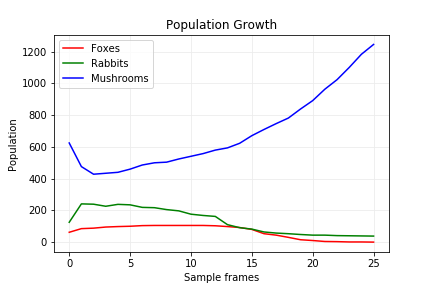 Population Growth
Foxes
Rabbits
Mushrooms
Population
1200
1000
800
600
400
200
0
0 5 10 15 20 25
Sample frames